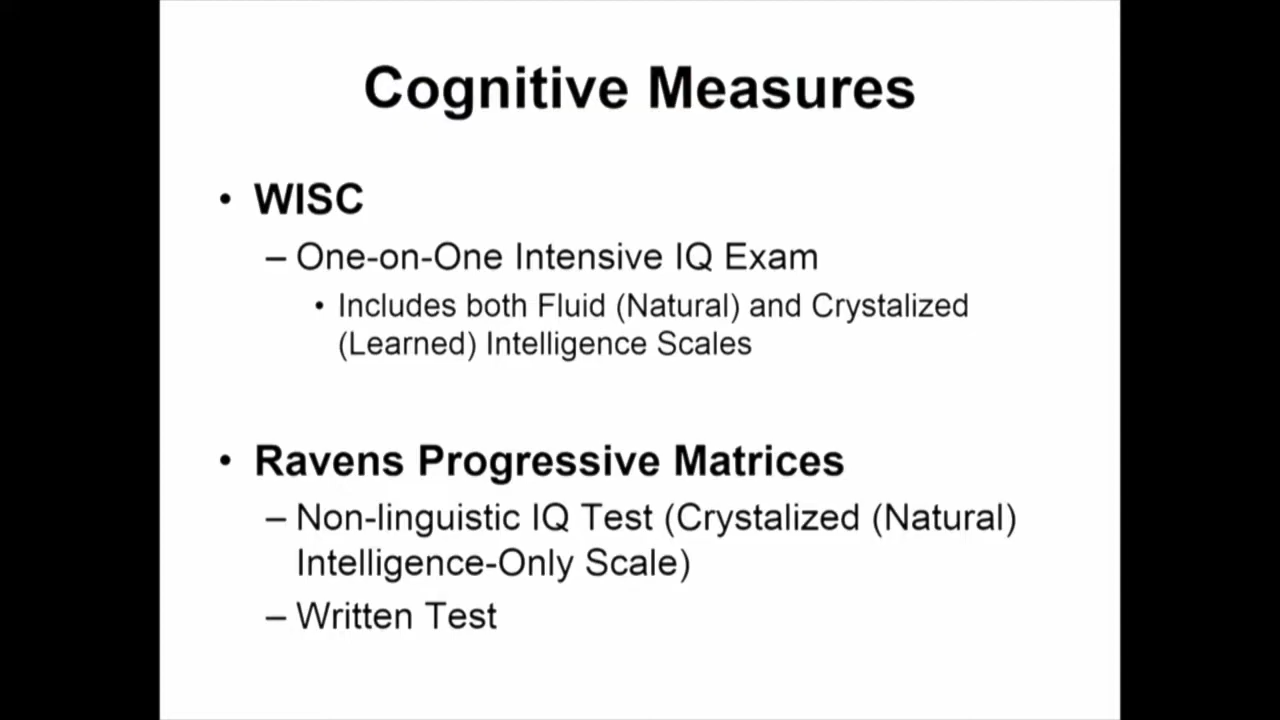 Cognitive Measures
• WISC
– One-on-One Intensive IQ Exam
• Includes both Fluid (Natural) and Crystalized
(Learned) Intelligence Scales
• Ravens Progressive Matrices
– Non-linguistic IQ Test (Crystalized (Natural)
Intelligence-Only Scale)
– Written Test